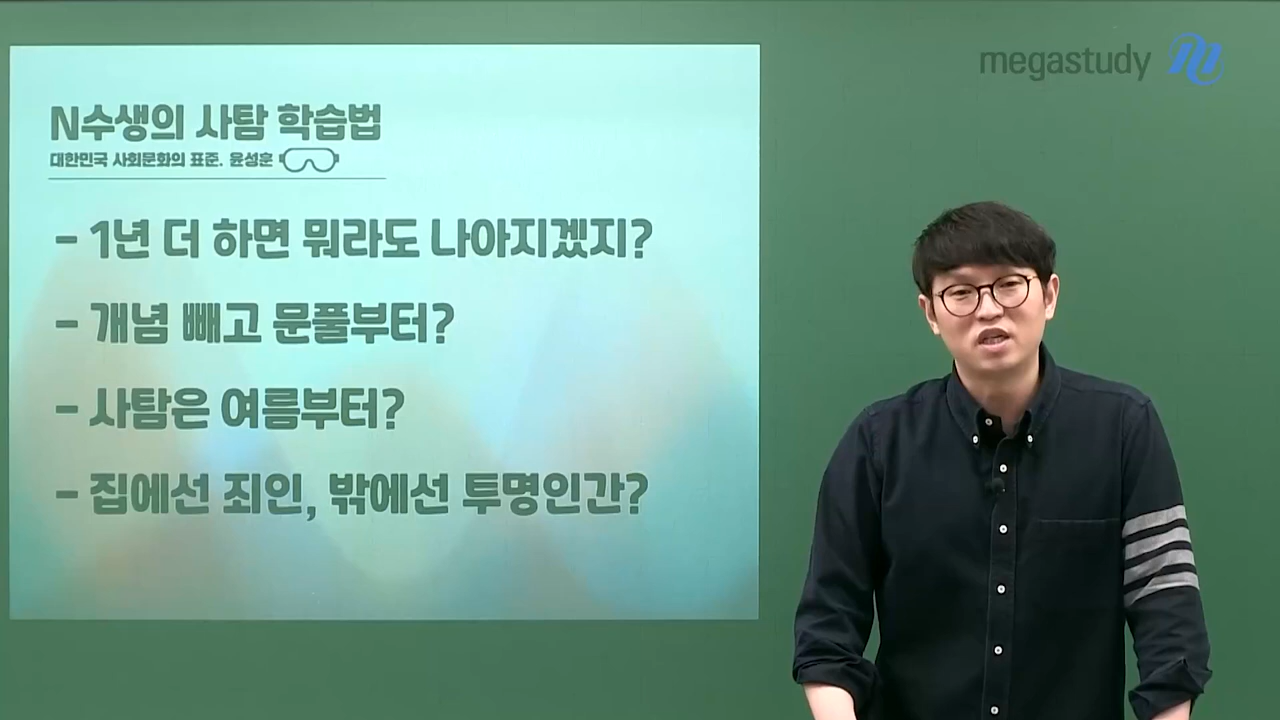 megastudy
N수생의 사탐 학습법
대한민국 사회문화의 표준. 윤성훈
- 1년 더 하면 뭐라도 나아지겠지?
- 개념 빼고 문풀부터?
- 사탐은 여름부터?
- 집에선 죄인, 밖에선 투명인간?